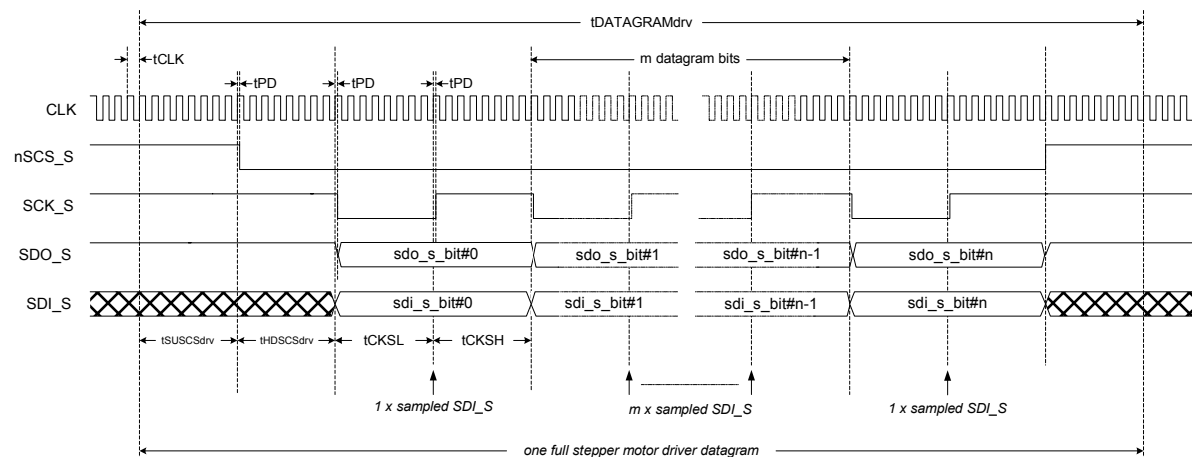 tDATAGRAMdrv
tCLK
m datagram bits
tPD
tPD
tPD
CLK
nSCS_S
SCK_S
SDO_S
sdo_s_bit#0
sdo_s_bit#1
sdo_s_bit#n-1
sdo_s_bit#n
SDI_S
sdi_s_bit#0
sdi_s_bit#1
sdi_s_bit#n-1
sdi_s_bit#n
tSUSCSdrv
tHDSCSdrv
tCKSL
tCKSH
1 x sampled SDI_S
m x sampled SDI_S
1 x sampled SDI_S
one full stepper motor driver datagram